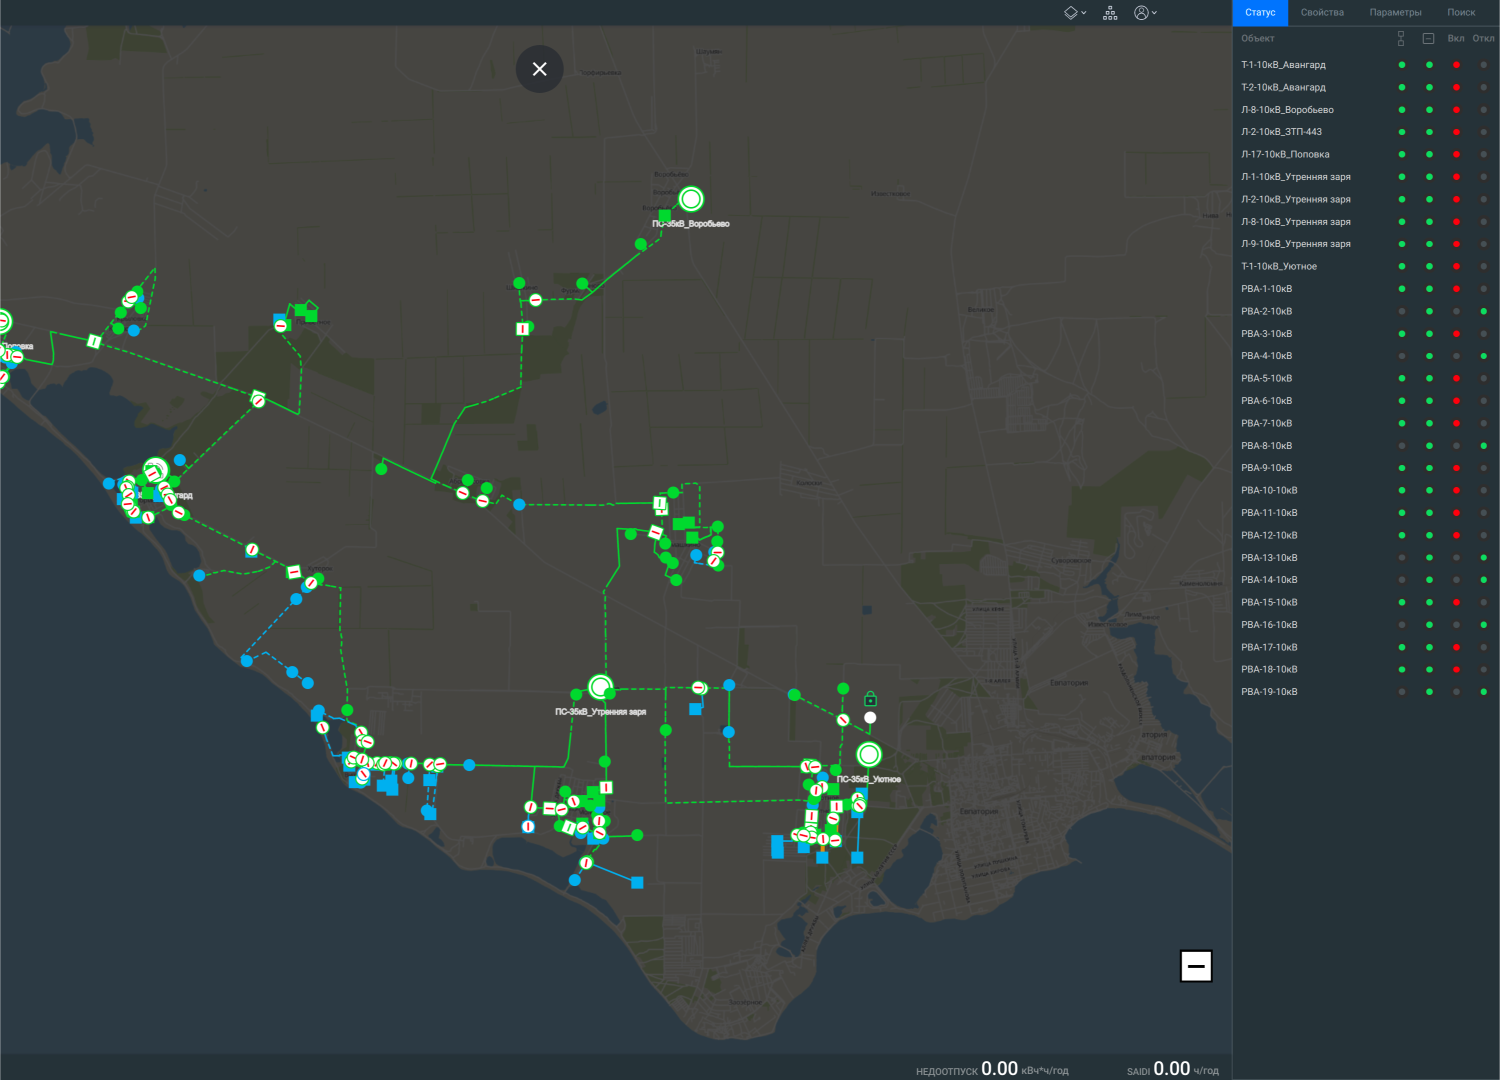 Статус Свойства Параметры Поиск
Объект Вкл Откл
Т-1-10кВ_Авангард
Т-2-10кВ_Авангард
Л-8-10кВ_Воробьево
Л-2-10кВ_ЗТП-443
Л-17-10кВ_Поповка
Л-1-10кВ_Утренняя заря
Л-2-10кВ_Утренняя заря
Л-8-10кВ_Утренняя заря
Л-9-10кВ_Утренняя заря
Т-1-10кВ_Уютное
РВА-1-10кВ
РВА-2-10кВ
РВА-3-10кВ
РВА-4-10кВ
РВА-5-10кВ
РВА-6-10кВ
РВА-7-10кВ
РВА-8-10кВ
РВА-9-10кВ
РВА-10-10кВ
РВА-11-10кВ
РВА-12-10кВ
РВА-13-10кВ
РВА-14-10кВ
РВА-15-10кВ
РВА-16-10кВ
РВА-17-10кВ
РВА-18-10кВ
РВА-19-10кВ
Воробьево
ПС-35кВ_Воробьево
ПС-35кВ_Утренняя заря
ПС-35кВ_Уютное
Суворовское
Евпатория
Евпатория
Заозёрное
НЕДООТПУСК 0.00 кВч*ч/год
SAIDI 0.00 ч/год